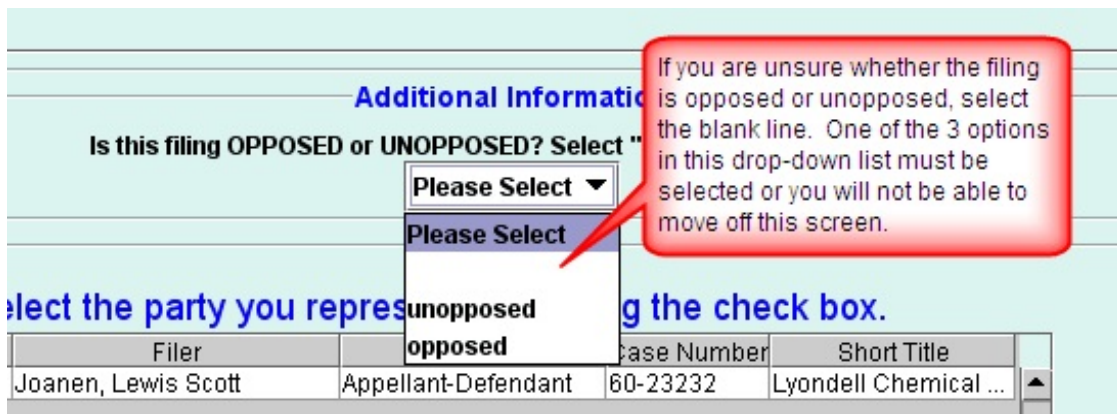 Additional Informatio
If you are unsure whether the filing
is opposed or unopposed, select
the blank line. One of the 3 options
in this drop-down list must be
selected or you will not be able to
move off this screen.
Is this filing OPPOSED or UNOPPOSED? Select "
Please Select
Please Select
unopposed
opposed
elect the party you repres g the check box.
Filer Case Number Short Title
Joanen, Lewis Scott Appellant-Defendant 60-23232 Lyondell Chemical ...